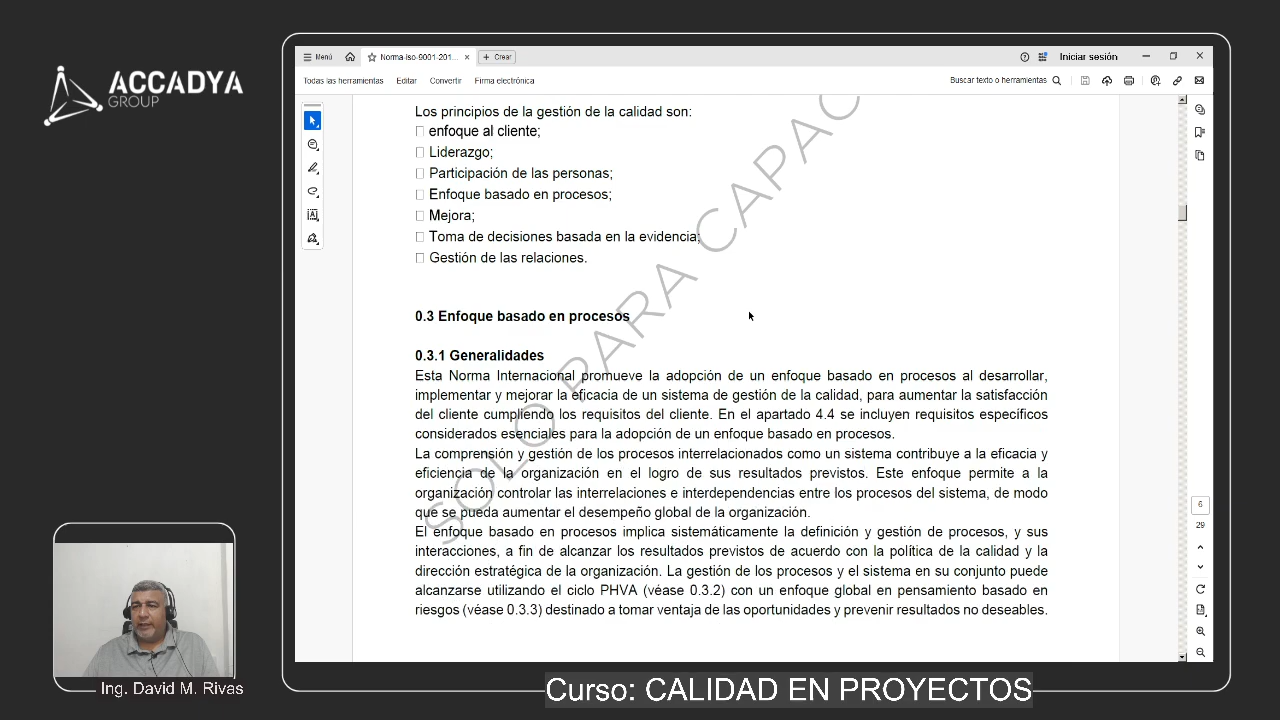 ACCADYA
GROUP
Menú
Norma-iso-9001-201...
Crear
Iniciar sesión
Todas las herramientas
Editar
Convertir
Firma electrónica
Buscar texto o herramientas
Los principios de la gestión de la calidad son:
enfoque al cliente;
Liderazgo;
Participación de las personas;
Enfoque basado en procesos;
Mejora;
Toma de decisiones basada en la evidencia;
Gestión de las relaciones.
SOLO PARA CAPAC
0.3 Enfoque basado en procesos
0.3.1 Generalidades
Esta Norma Internacional promueve la adopción de un enfoque basado en procesos al desarrollar,
implementar y mejorar la eficacia de un sistema de gestión de la calidad, para aumentar la satisfacción
del cliente cumpliendo los requisitos del cliente. En el apartado 4.4 se incluyen requisitos específicos
considerados esenciales para la adopción de un enfoque basado en procesos.
La comprensión y gestión de los procesos interrelacionados como un sistema contribuye a la eficacia y
eficiencia de la organización en el logro de sus resultados previstos. Este enfoque permite a la
organización controlar las interrelaciones e interdependencias entre los procesos del sistema, de modo
que se pueda aumentar el desempeño global de la organización.
El enfoque basado en procesos implica sistemáticamente la definición y gestión de procesos, y sus
interacciones, a fin de alcanzar los resultados previstos de acuerdo con la política de la calidad y la
dirección estratégica de la organización. La gestión de los procesos y el sistema en su conjunto puede
alcanzarse utilizando el ciclo PHVA (véase 0.3.2) con un enfoque global en pensamiento basado en
riesgos (véase 0.3.3) destinado a tomar ventaja de las oportunidades y prevenir resultados no deseables.
6
29
Ing. David M. Rivas
Curso: CALIDAD EN PROYECTOS